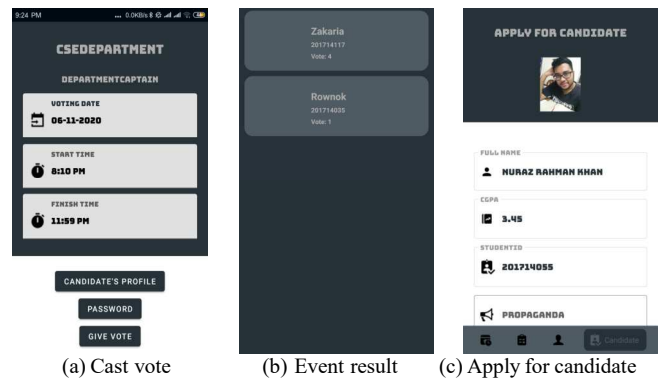 9:24 PM
... 0.0KB/s
CSEDEPARTMENT
DEPARTMENTCAPTAIN
VOTING DATE
06-11-2020
START TIME
8:10 PM
FINISH TIME
11:59 PM
CANDIDATE'S PROFILE
PASSWORD
GIVE VOTE
(a) Cast vote
Zakaria
201714117
Vote: 4
Rownok
201714035
Vote: 1
(b) Event result
APPLY FOR CANDIDATE
FULL NAME
NURAZ RAHMAN KHAN
CGPA
3.45
STUDENTID
201714055
PROPAGANDA
Candidate
(c) Apply for candidate